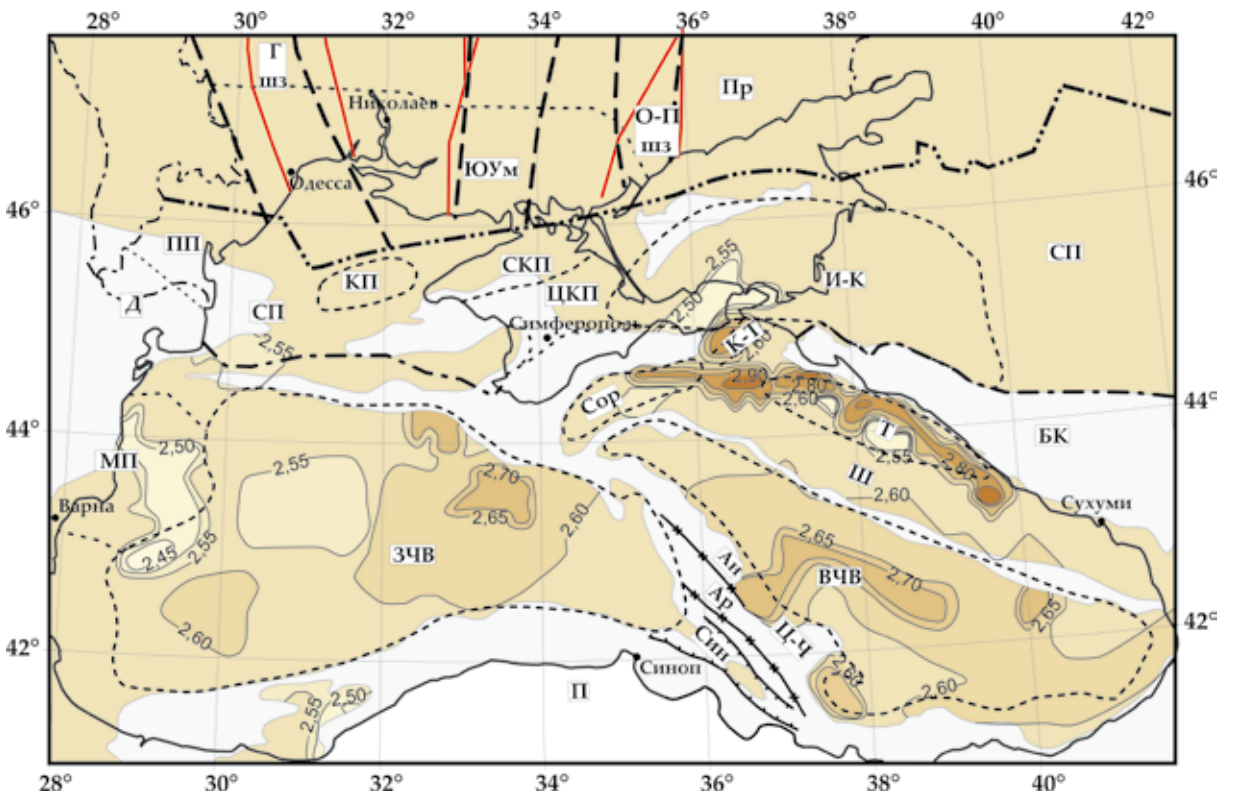 28° 30° 32° 34° 36° 38° 40° 42°
Г
шз
Николаев
О-П
шз
Пр
ЮУм
Одесса
46°
46°
ПП
СКП
2,55
СП
КП
И-К
Д
СП
ЦКП
2,50
Симферополь
2,55
К-Т
2,60
2,90
2,80
2,60
44°
44°
Сор
Т
БК
2,50
2,55
МП
2,55
2,70
Ш
2,80
2,60
Варна
2,65
2,60
Сухуми
2,45
2,55
ЗЧВ
2,65
Ан
ВЧВ
2,70
Ар
2,65
2,60
Ц-Ч
42°
42°
Син
Синоп
2,60
2,60
П
2,50
2,55
28° 30° 32° 34° 36° 38° 40°